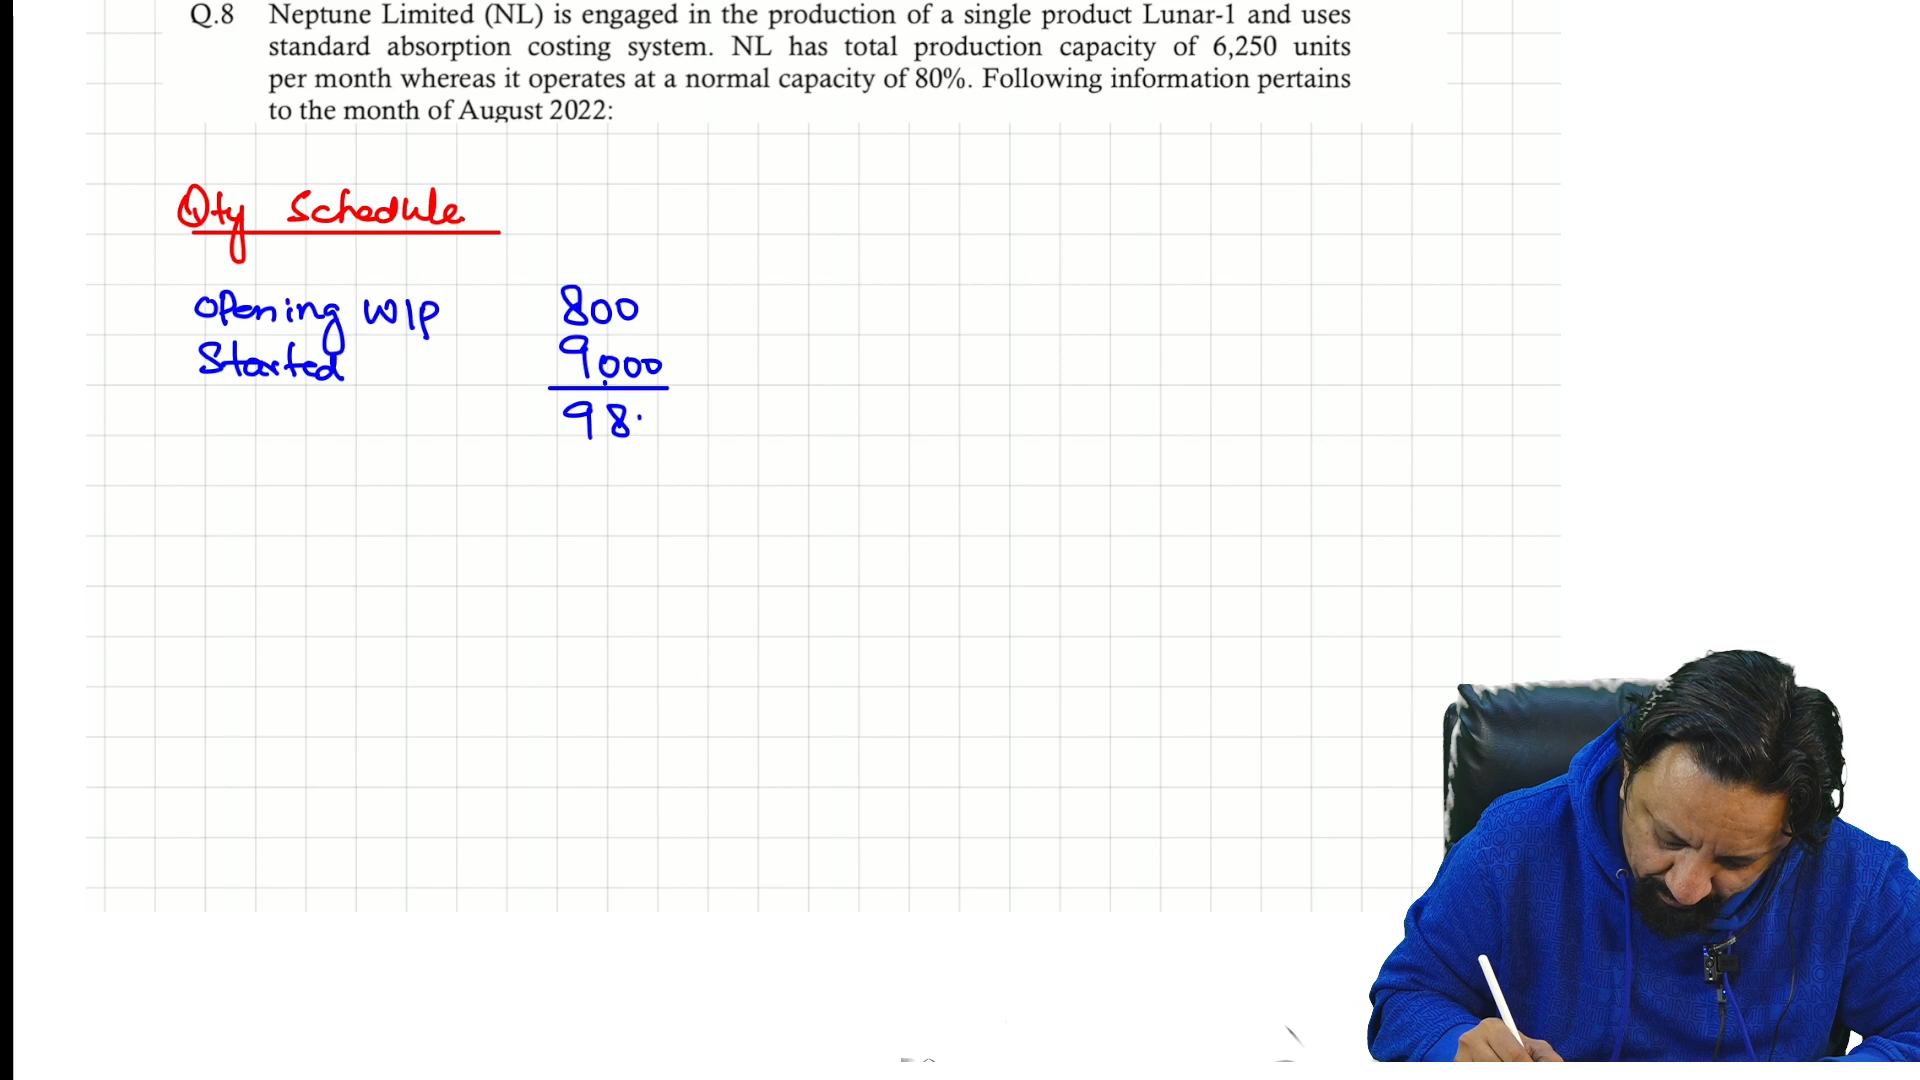 Q.8 Neptune Limited (NL) is engaged in the production of a single product Lunar-1 and uses
standard absorption costing system. NL has total production capacity of 6,250 units
per month whereas it operates at a normal capacity of 80%. Following information pertains
to the month of August 2022:
Qty Schedule
Opening WIP 800
Started 9,000
98